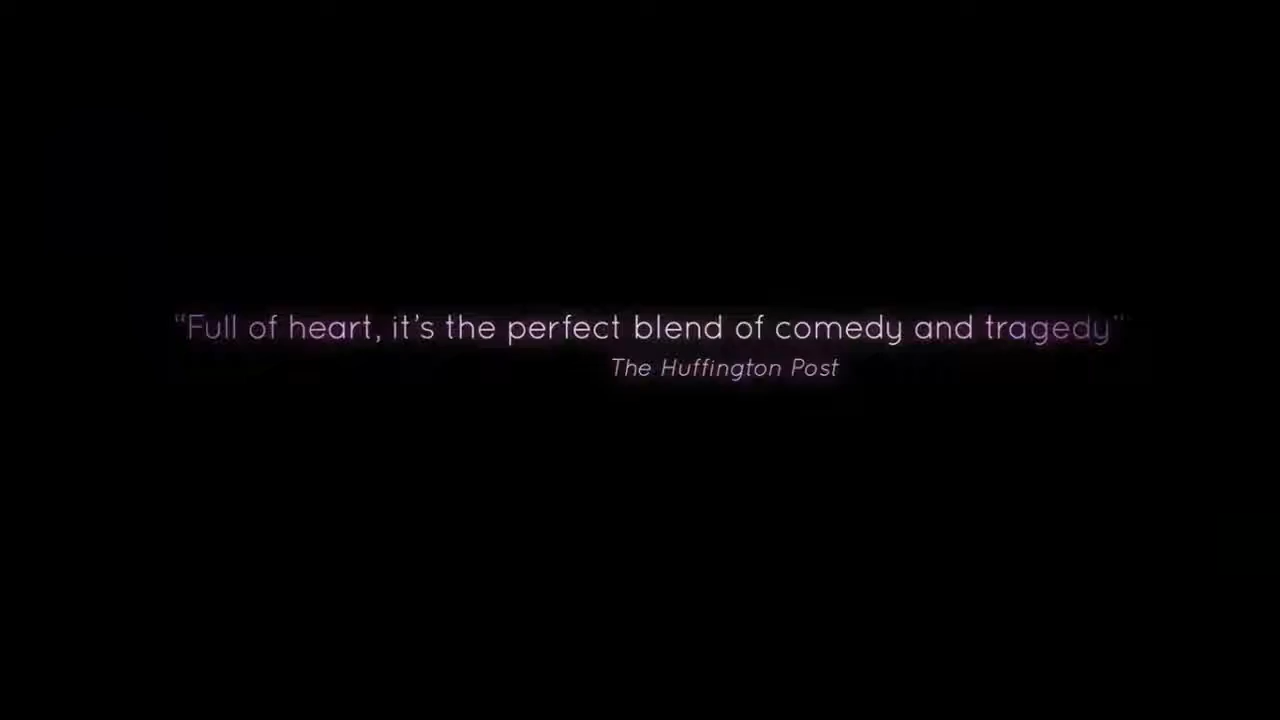 “Full of heart, it’s the perfect blend of comedy and tragedy”
The Huffington Post